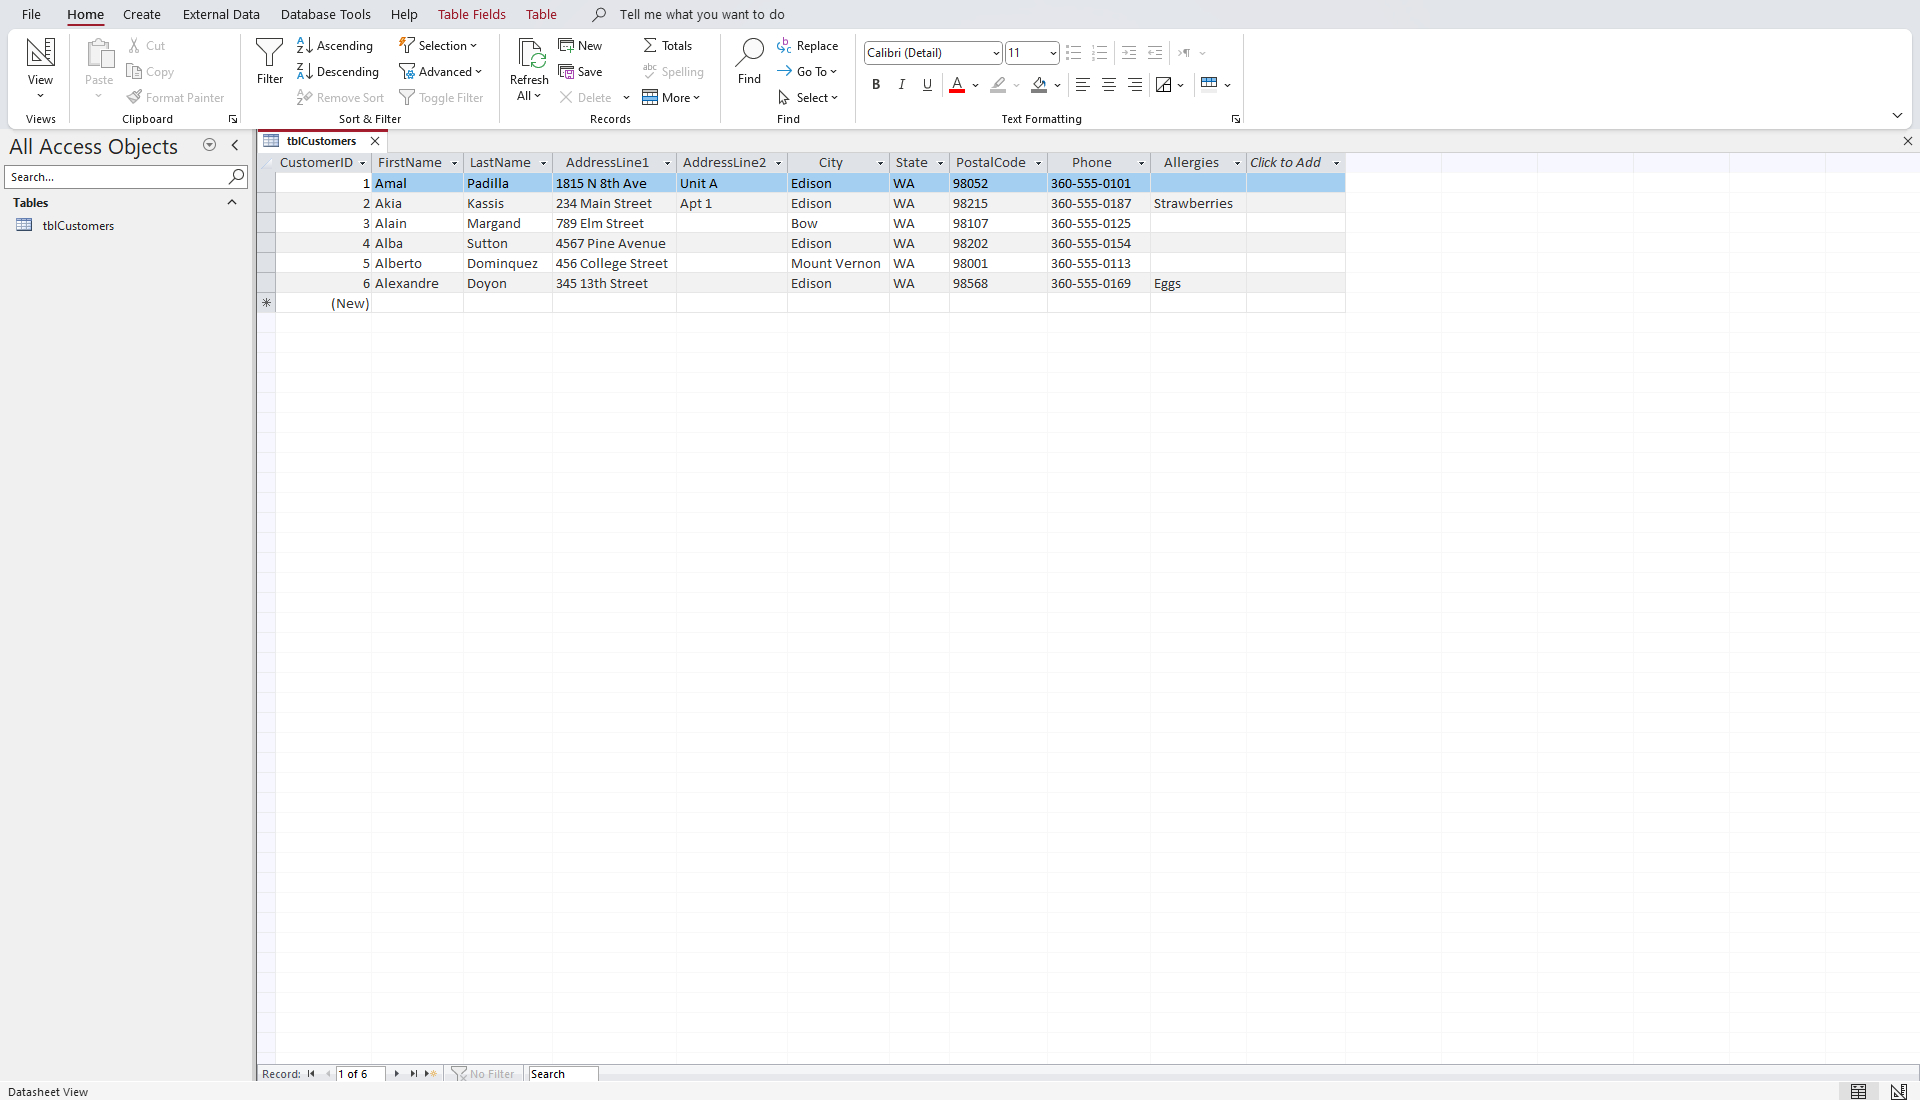 File Home Create External Data Database Tools Help Table Fields Table Tell me what you want to do
View
Views
Paste
Cut
Copy
Format Painter
Clipboard
Filter
Ascending
Descending
Remove Sort
Selection
Advanced
Toggle Filter
Sort & Filter
Refresh
All
New
Save
Delete
Totals
Spelling
More
Records
Find
Replace
Go To
Select
Find
Calibri (Detail) 11
B I U A
Text Formatting
All Access Objects
Search...
Tables
tblCustomers
tblCustomers
CustomerID FirstName LastName AddressLine1 AddressLine2 City State PostalCode Phone Allergies Click to Add
1 Amal Padilla 1815 N 8th Ave Unit A Edison WA 98052 360-555-0101
2 Akia Kassis 234 Main Street Apt 1 Edison WA 98215 360-555-0187 Strawberries
3 Alain Margand 789 Elm Street Bow WA 98107 360-555-0125
4 Alba Sutton 4567 Pine Avenue Edison WA 98202 360-555-0154
5 Alberto Dominquez 456 College Street Mount Vernon WA 98001 360-555-0113
6 Alexandre Doyon 345 13th Street Edison WA 98568 360-555-0169 Eggs
(New)
Record: 1 of 6 No Filter Search
Datasheet View